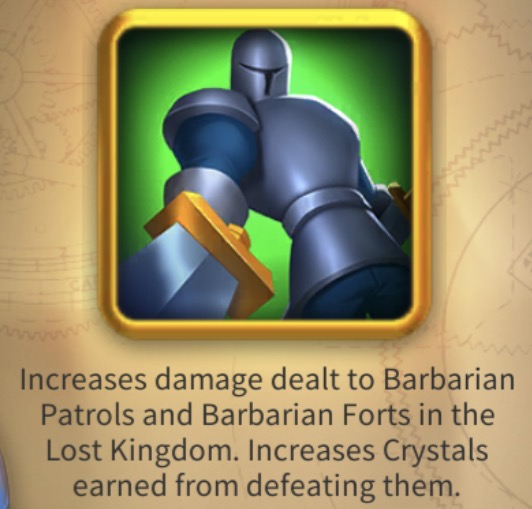 Increases damage dealt to Barbarian
Patrols and Barbarian Forts in the
Lost Kingdom. Increases Crystals
earned from defeating them.